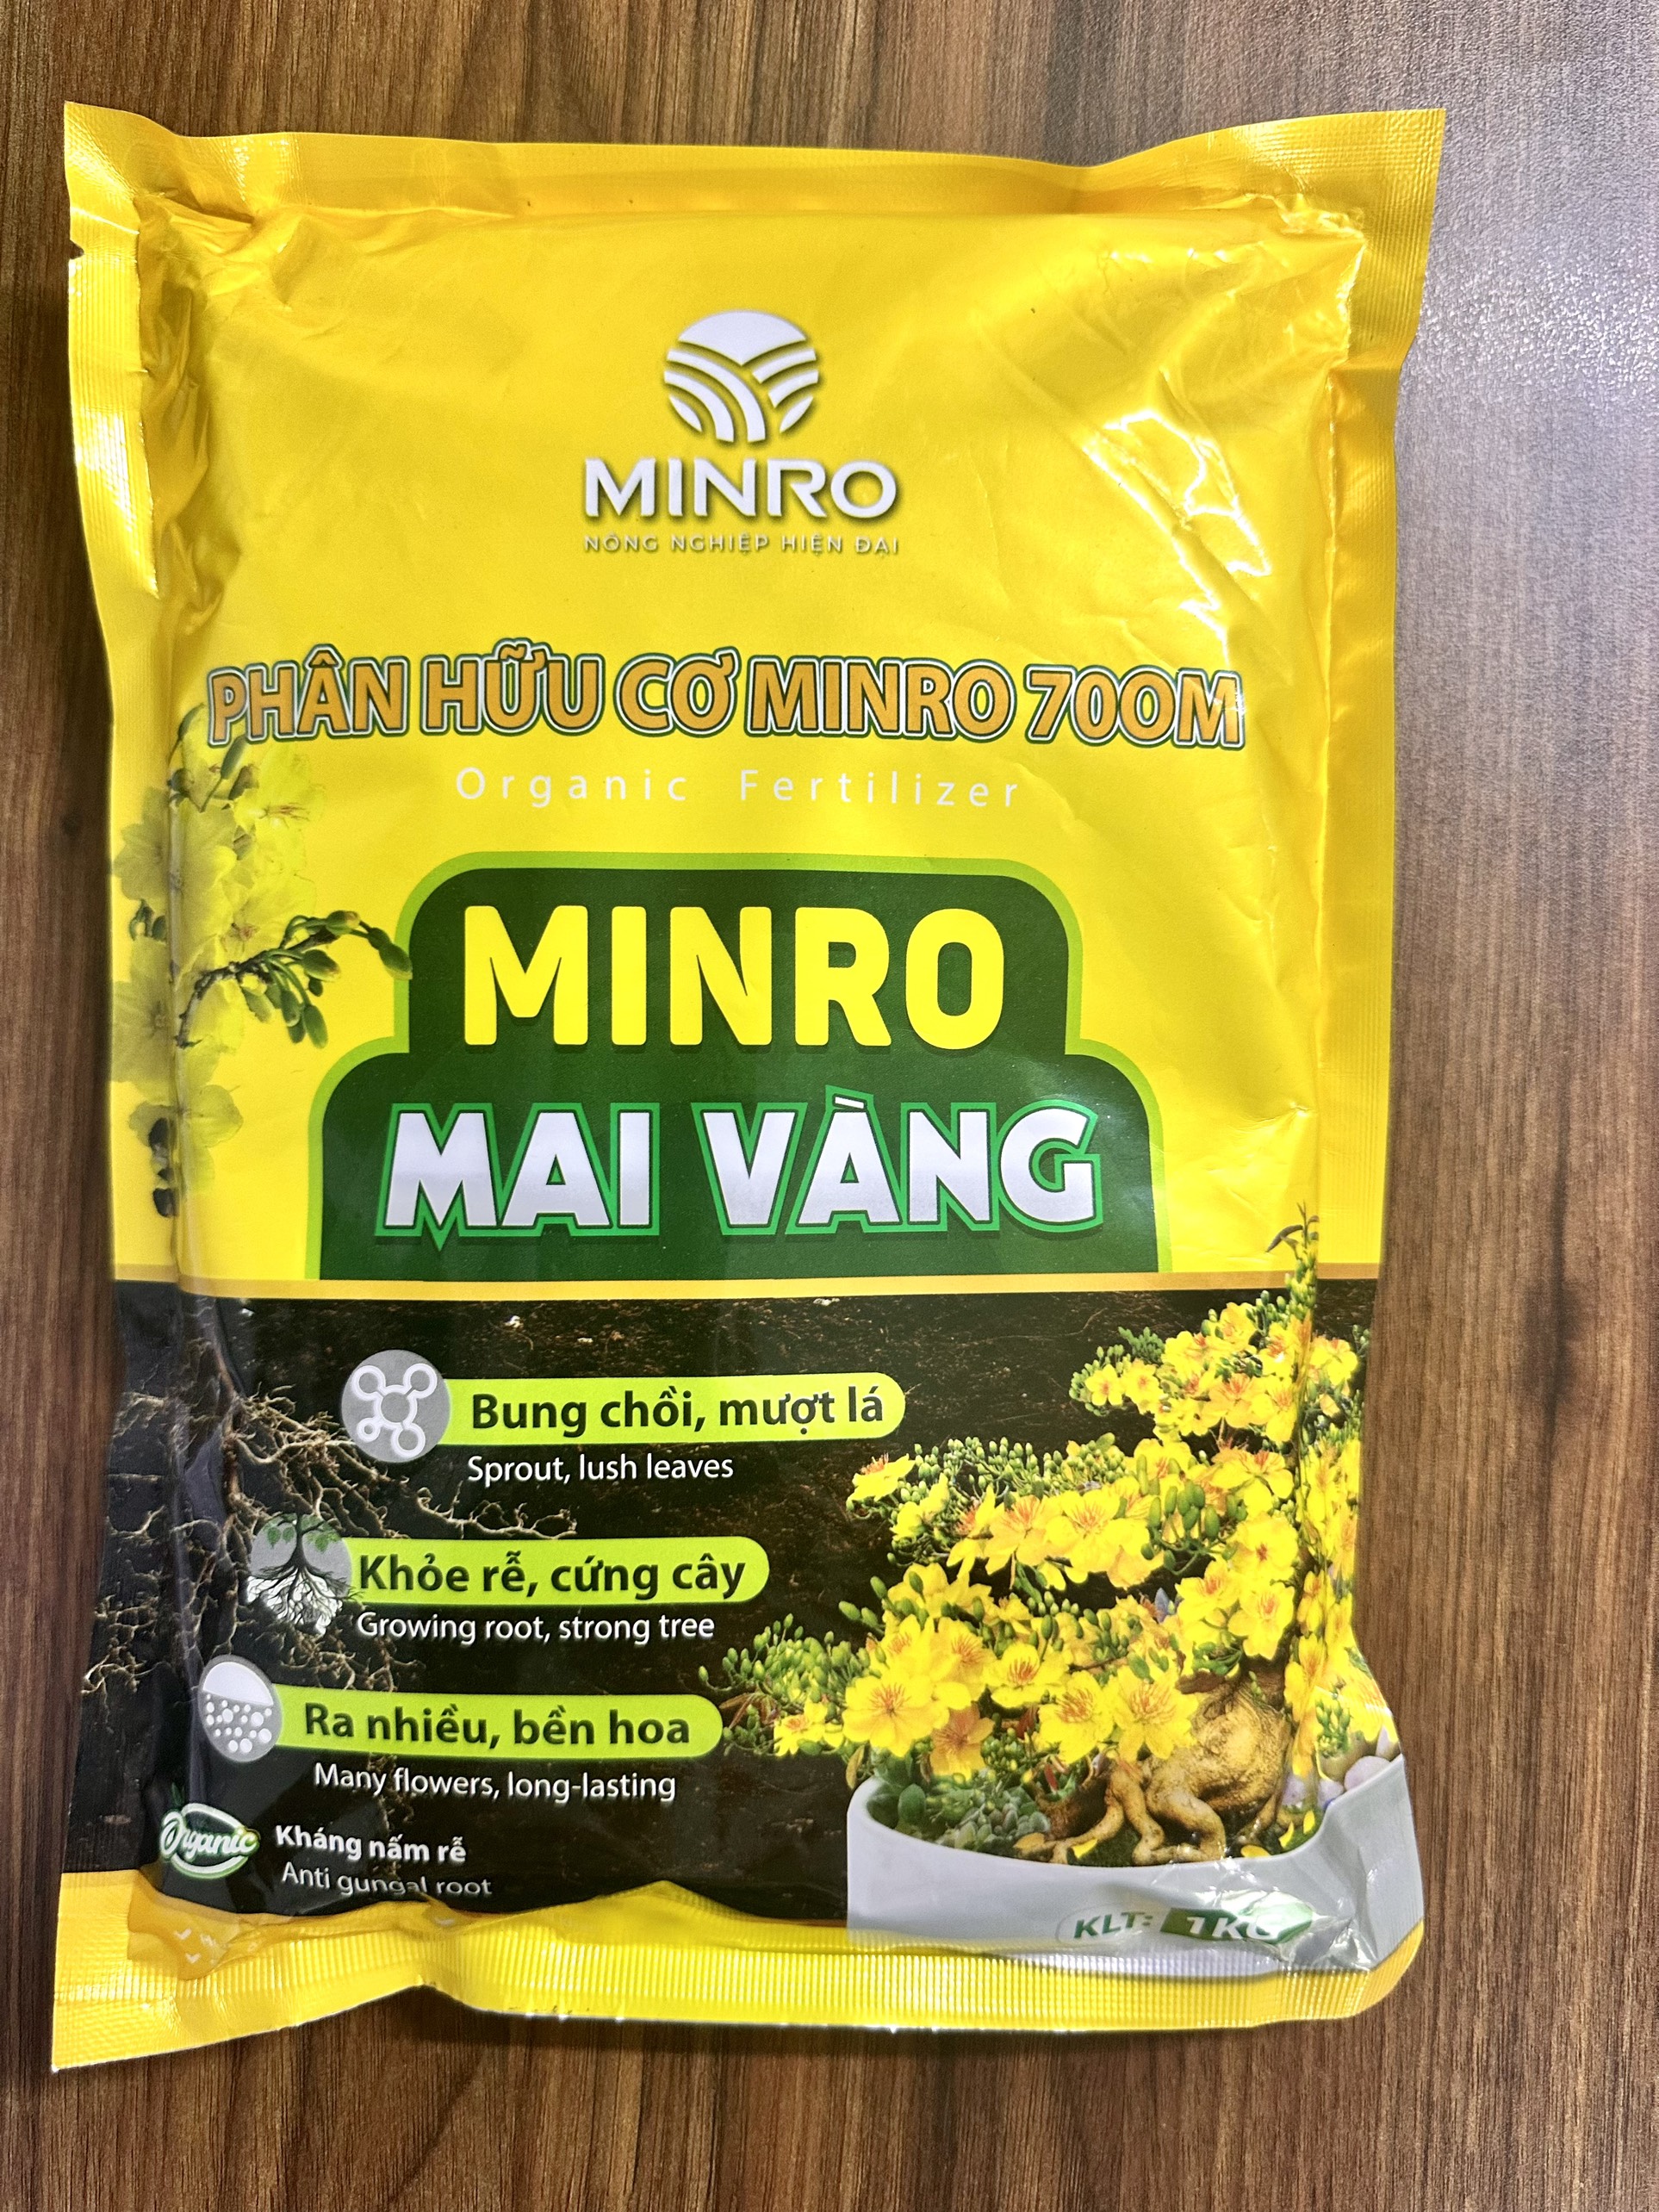 MINRO
NÔNG NGHIỆP HIỆN ĐẠI
PHÂN HỮU CƠ MINRO 70OM
Organic Fertilizer
MINRO
MAI VÀNG
Bung chồi, mượt lá
Sprout, lush leaves
Khỏe rễ, cứng cây
Growing root, strong tree
Ra nhiều, bền hoa
Many flowers, long-lasting
Organic
Kháng nấm rễ
Anti gungal root
KLT: 1KG